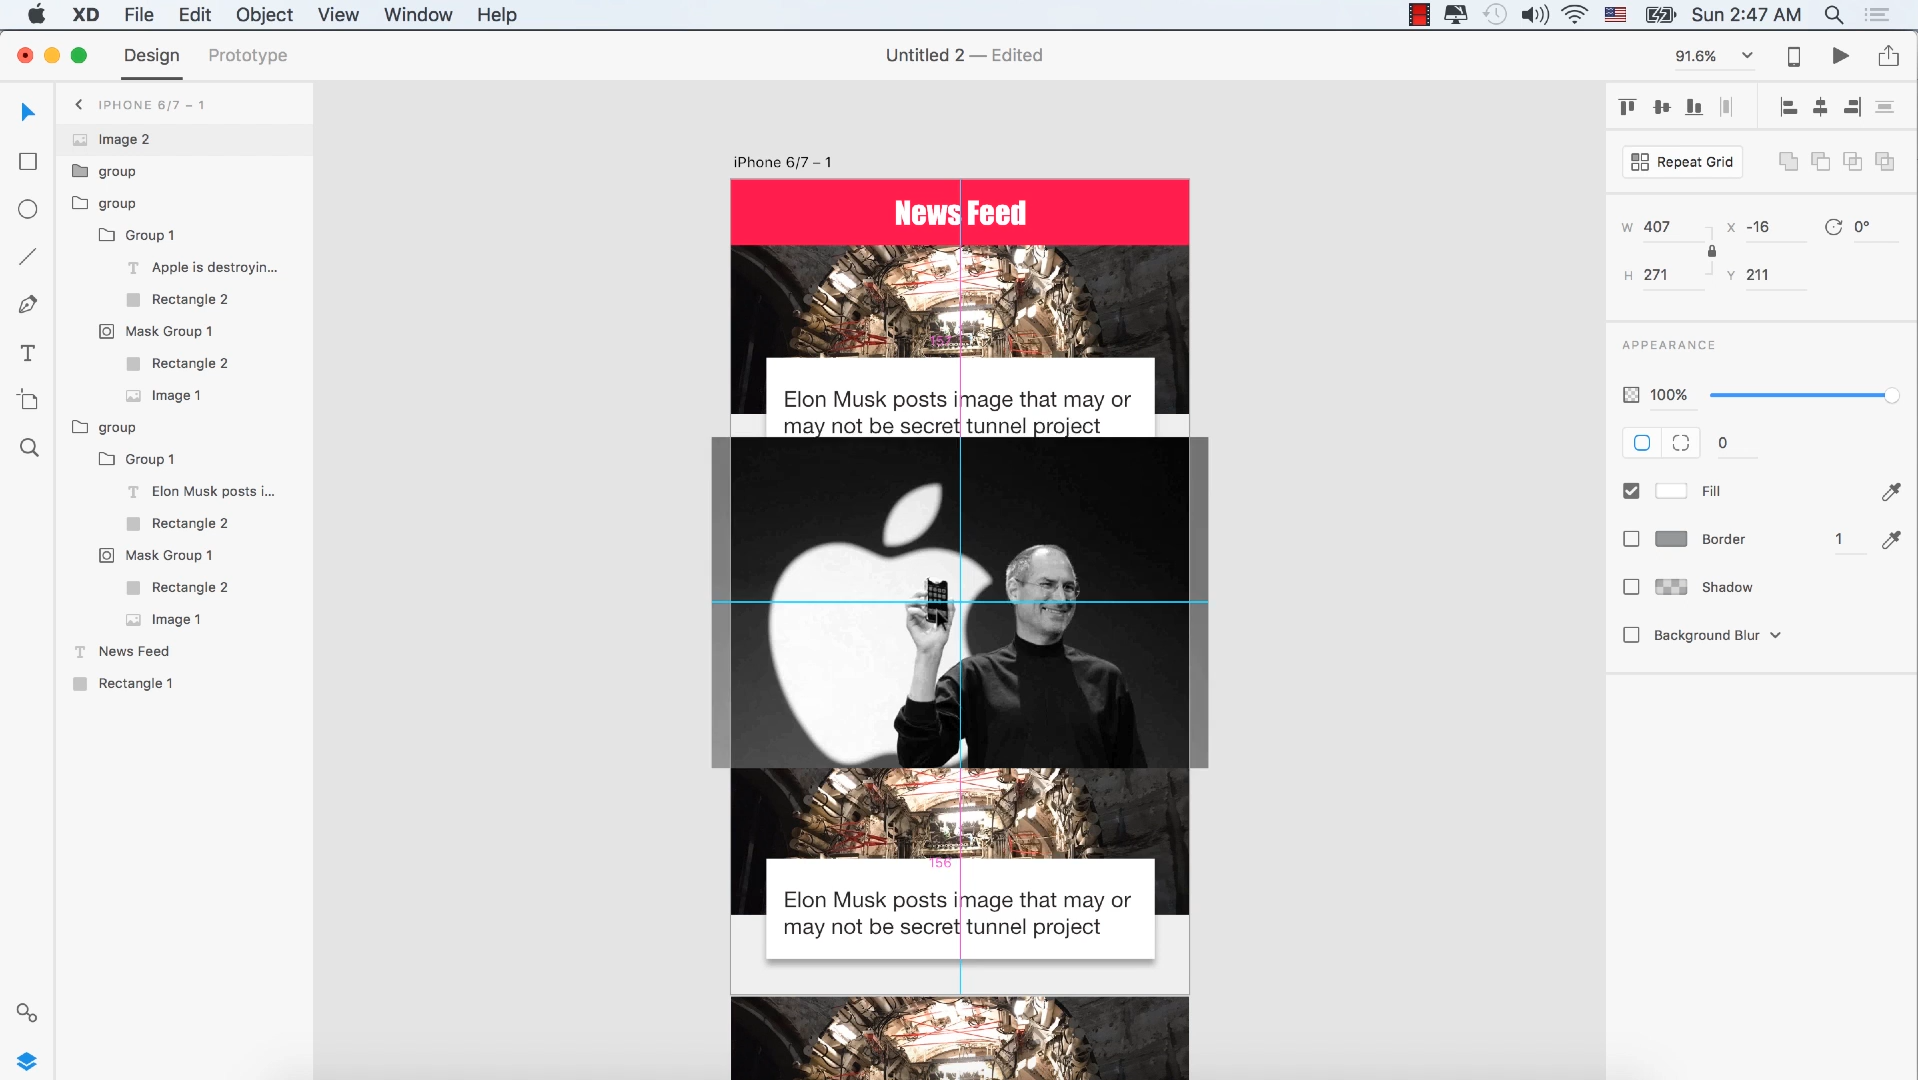 XD File Edit Object View Window Help Sun 2:47 AM
Design Prototype Untitled 2 — Edited 91.6%
IPHONE 6/7 – 1
Image 2
group
group
Group 1
Apple is destroyin...
Rectangle 2
Mask Group 1
Rectangle 2
Image 1
group
Group 1
Elon Musk posts i...
Rectangle 2
Mask Group 1
Rectangle 2
Image 1
News Feed
Rectangle 1
iPhone 6/7 – 1
News Feed
Elon Musk posts image that may or
may not be secret tunnel project
156
Elon Musk posts image that may or
may not be secret tunnel project
Repeat Grid
W 407 X -16 0°
H 271 Y 211
APPEARANCE
100%
0
Fill
Border 1
Shadow
Background Blur